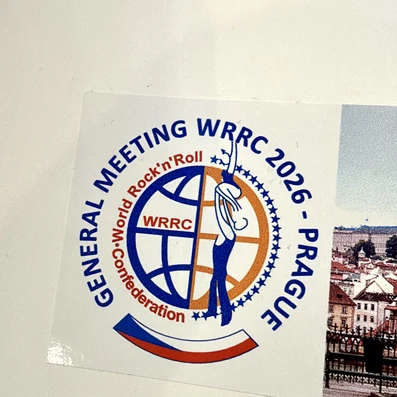 GENERAL MEETING WRRC 2026 - PRAGUE
World Rock'n'Roll
Confederation
WRRC